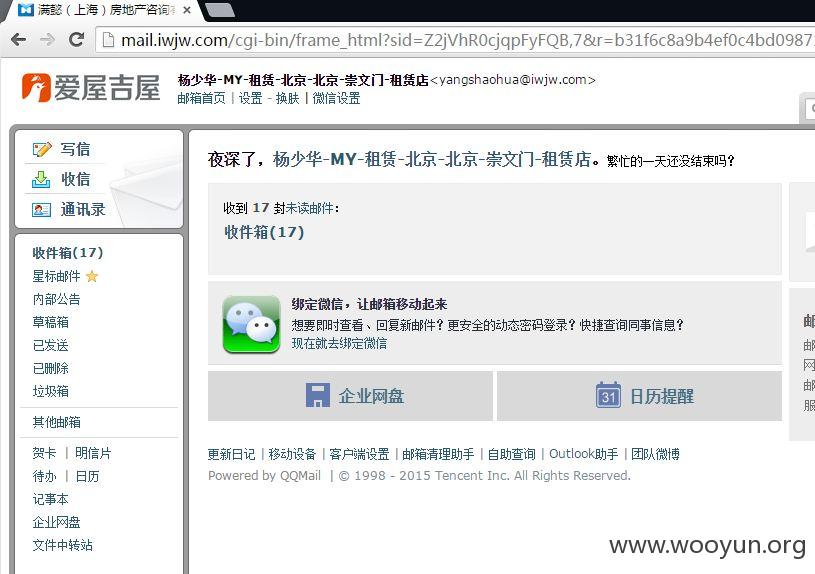 满懿（上海）房地产咨询
mail.iwjw.com/cgi-bin/frame_html?sid=Z2jVhR0cjqpFyFQB,7&r=b31f6c8a9b4ef0c4bd0987
爱屋吉屋
杨少华-MY-租赁-北京-北京-崇文门-租赁店<yangshaohua@iwjw.com>
邮箱首页 | 设置 - 换肤 | 微信设置
写信
收信
通讯录
夜深了，杨少华-MY-租赁-北京-北京-崇文门-租赁店。繁忙的一天还没结束吗？
收到 17 封未读邮件：
收件箱(17)
收件箱(17)
星标邮件
内部公告
草稿箱
已发送
已删除
垃圾箱
其他邮箱
贺卡 | 明信片
待办 | 日历
记事本
企业网盘
文件中转站
绑定微信，让邮箱移动起来
想要即时查看、回复新邮件？更安全的动态密码登录？快捷查询同事信息？
现在就去绑定微信
企业网盘
31 日历提醒
更新日记 | 移动设备 | 客户端设置 | 邮箱清理助手 | 自助查询 | Outlook助手 | 团队微博
Powered by QQMail | © 1998 - 2015 Tencent Inc. All Rights Reserved.
www.wooyun.org